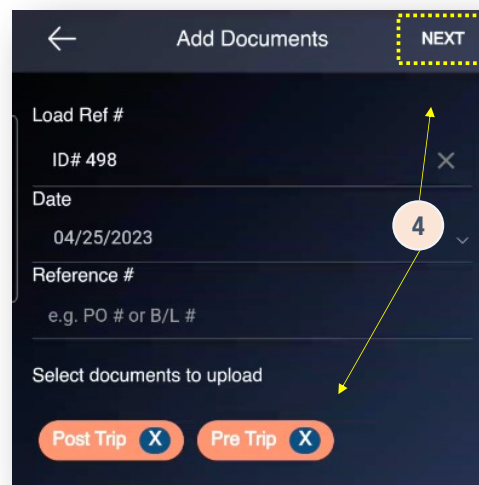 Add Documents NEXT
Load Ref #
ID# 498
Date
04/25/2023
4
Reference #
e.g. PO # or B/L #
Select documents to upload
Post Trip X Pre Trip X